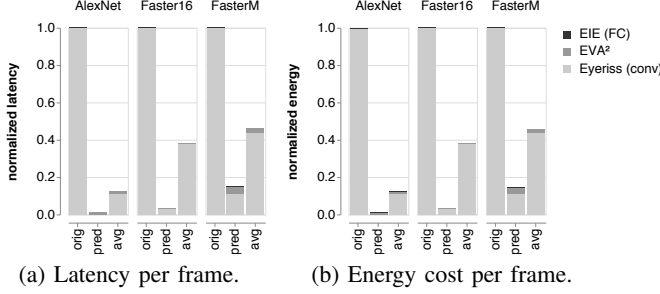 AlexNet Faster16 FasterM
normalized latency
1.0
0.8
0.6
0.4
0.2
0.0
orig pred avg orig pred avg orig pred avg
(a) Latency per frame.
AlexNet Faster16 FasterM
normalized energy
1.0
0.8
0.6
0.4
0.2
0.0
orig pred avg orig pred avg orig pred avg
(b) Energy cost per frame.
EIE (FC)
EVA²
Eyeriss (conv)